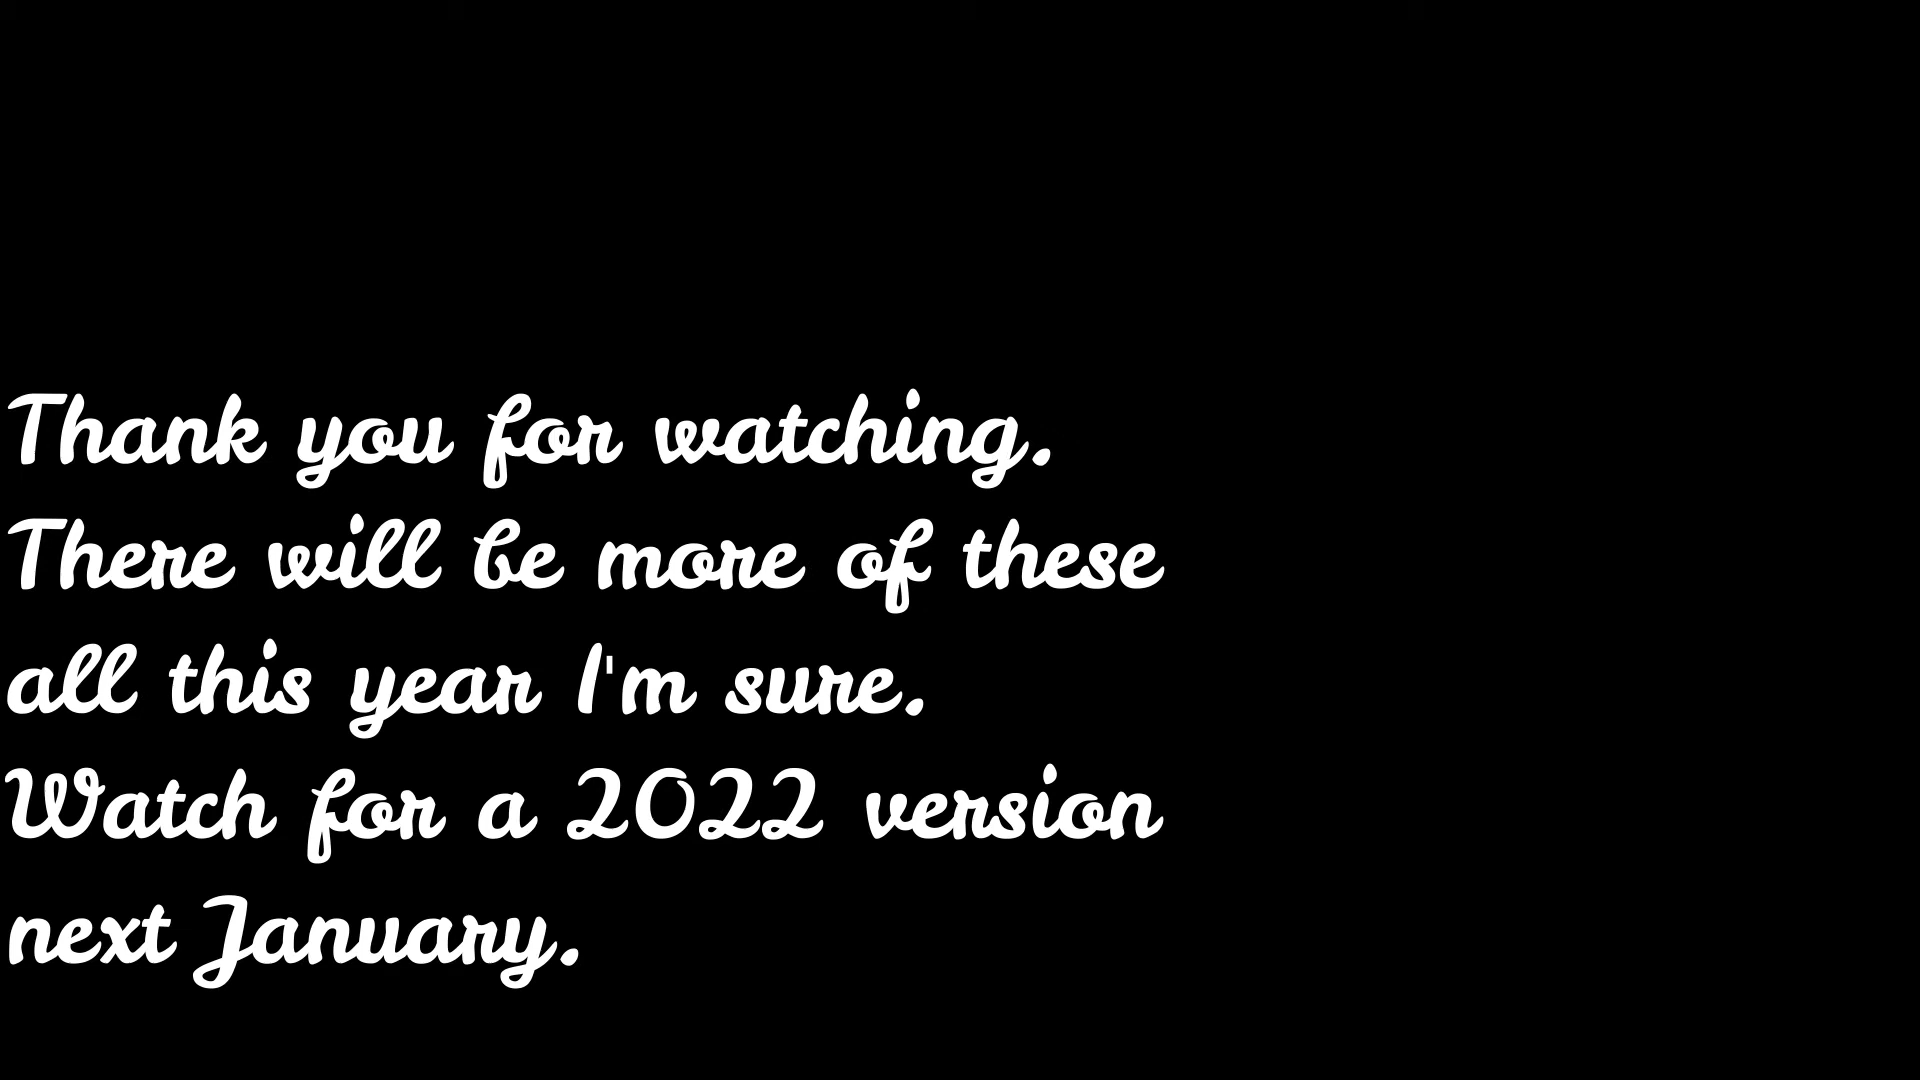 Thank you for watching.
There will be more of these
all this year I'm sure.
Watch for a 2022 version
next January.